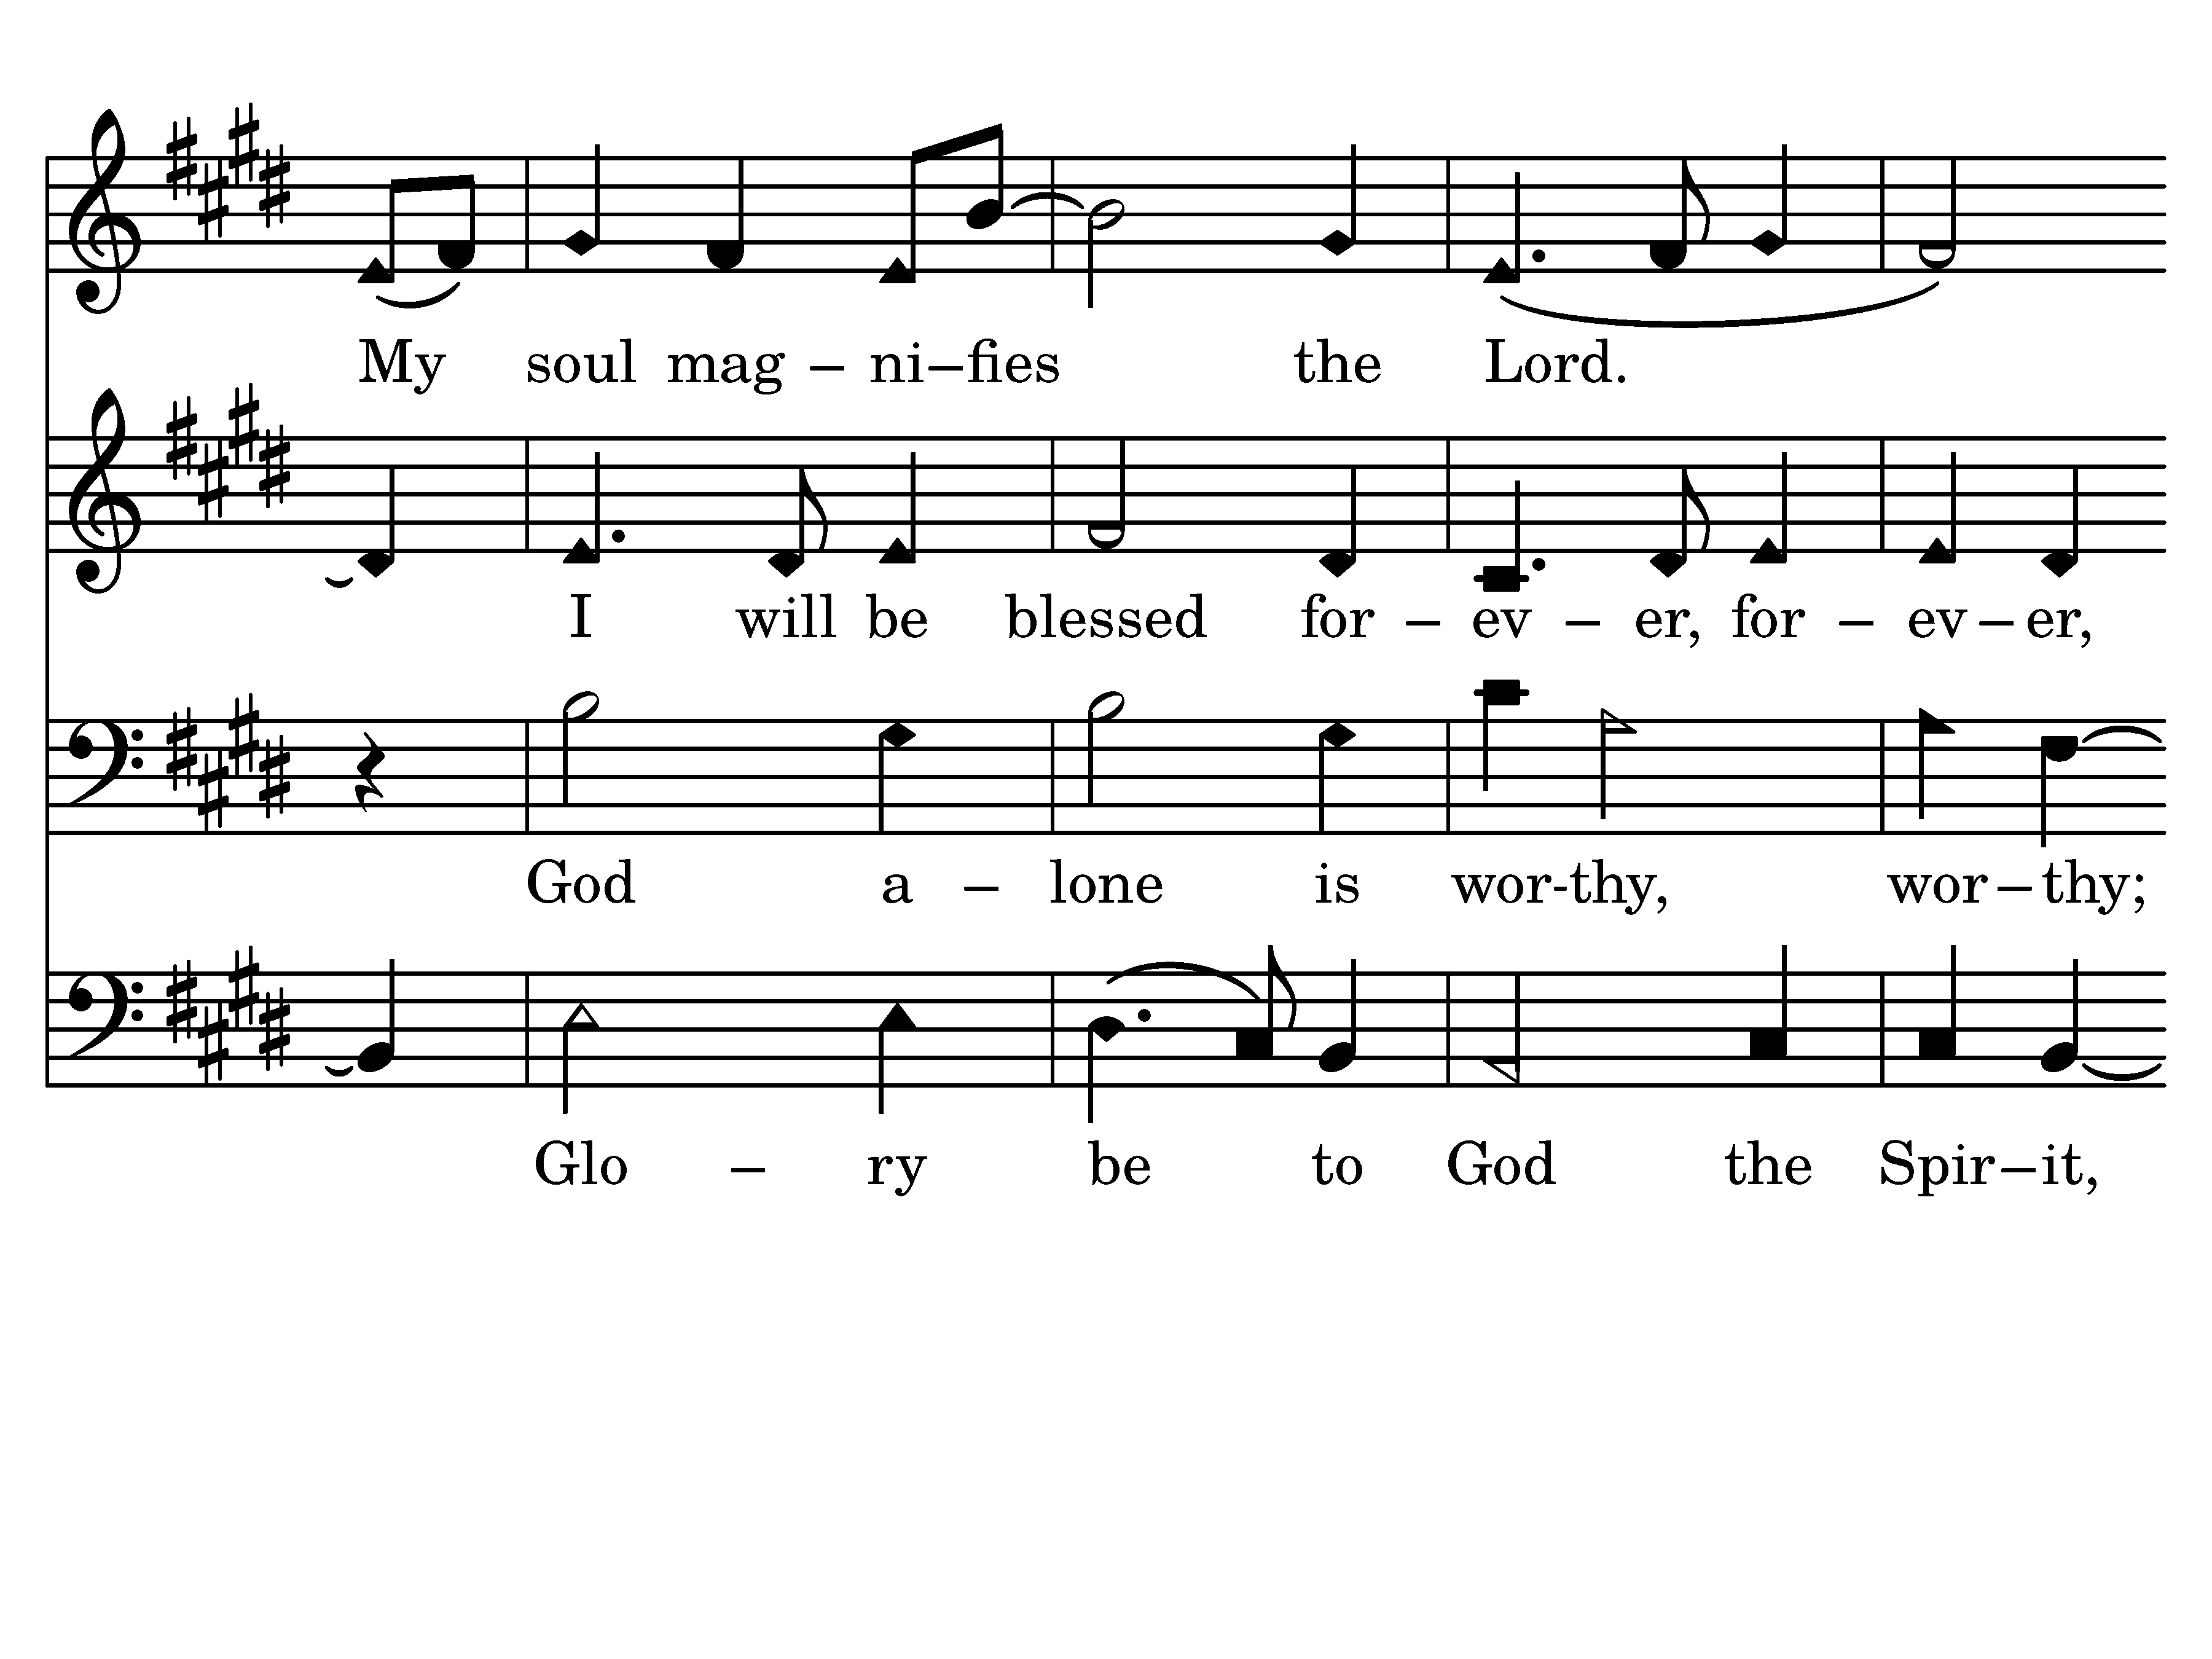 My soul mag – ni–fies the Lord.
I will be blessed for – ev – er, for – ev – er,
God a – lone is wor-thy, wor – thy;
Glo – ry be to God the Spir–it,